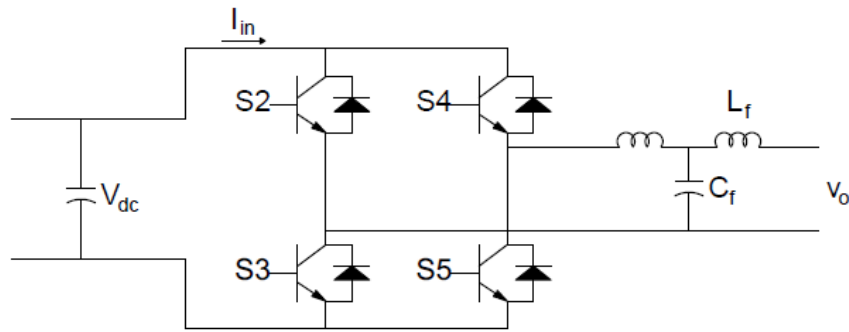 I_in
S2
S4
L_f
V_dc
C_f
v_o
S3
S5